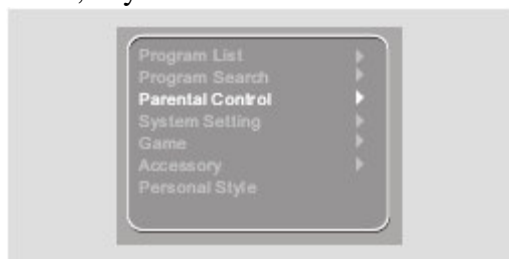 Program List
Program Search
Parental Control
System Setting
Game
Accessory
Personal Style